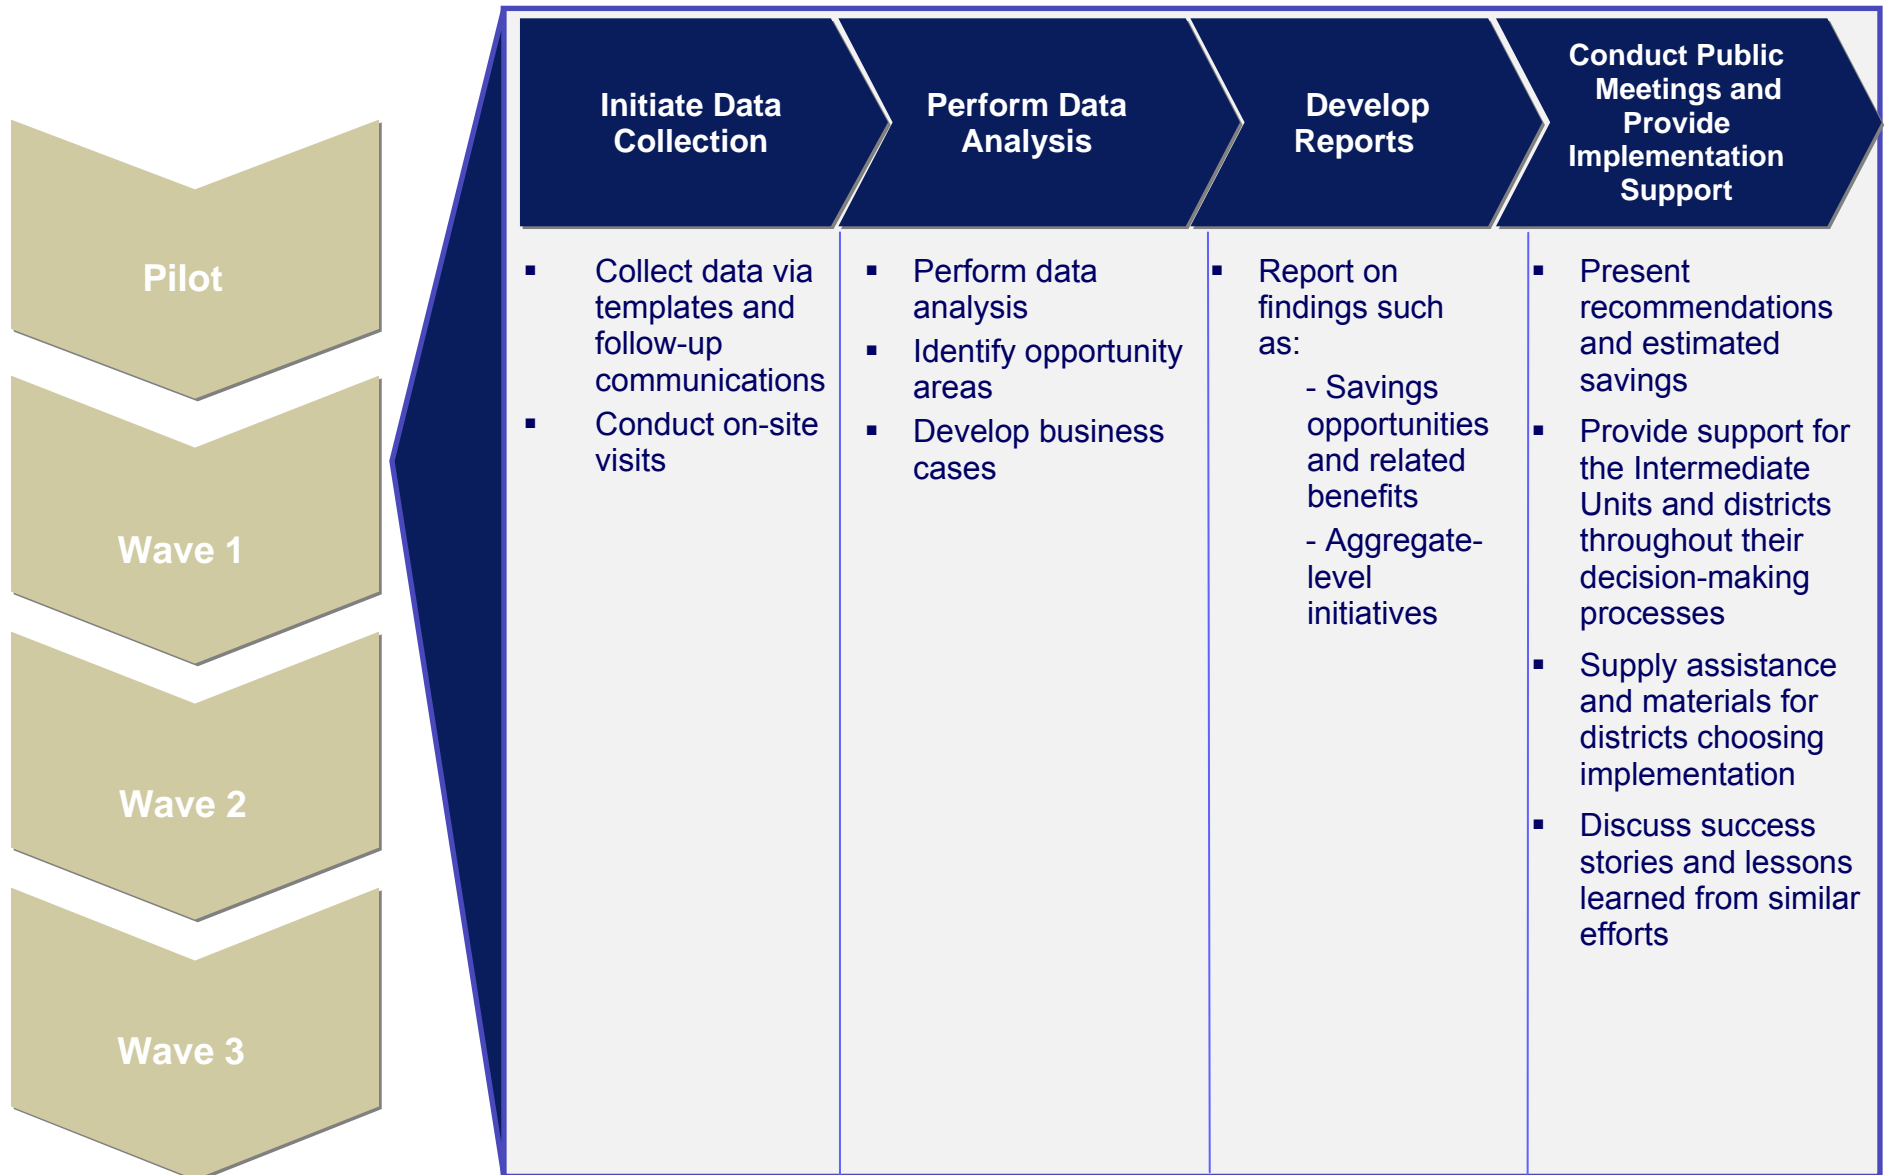 Pilot
Wave 1
Wave 2
Wave 3
Initiate Data
Collection
▪ Collect data via
templates and
follow-up
communications
▪ Conduct on-site
visits
Perform Data
Analysis
▪ Perform data
analysis
▪ Identify opportunity
areas
▪ Develop business
cases
Develop
Reports
▪ Report on
findings such
as:
- Savings
opportunities
and related
benefits
- Aggregate-
level
initiatives
Conduct Public
Meetings and
Provide
Implementation
Support
▪ Present
recommendations
and estimated
savings
▪ Provide support for
the Intermediate
Units and districts
throughout their
decision-making
processes
▪ Supply assistance
and materials for
districts choosing
implementation
▪ Discuss success
stories and lessons
learned from similar
efforts